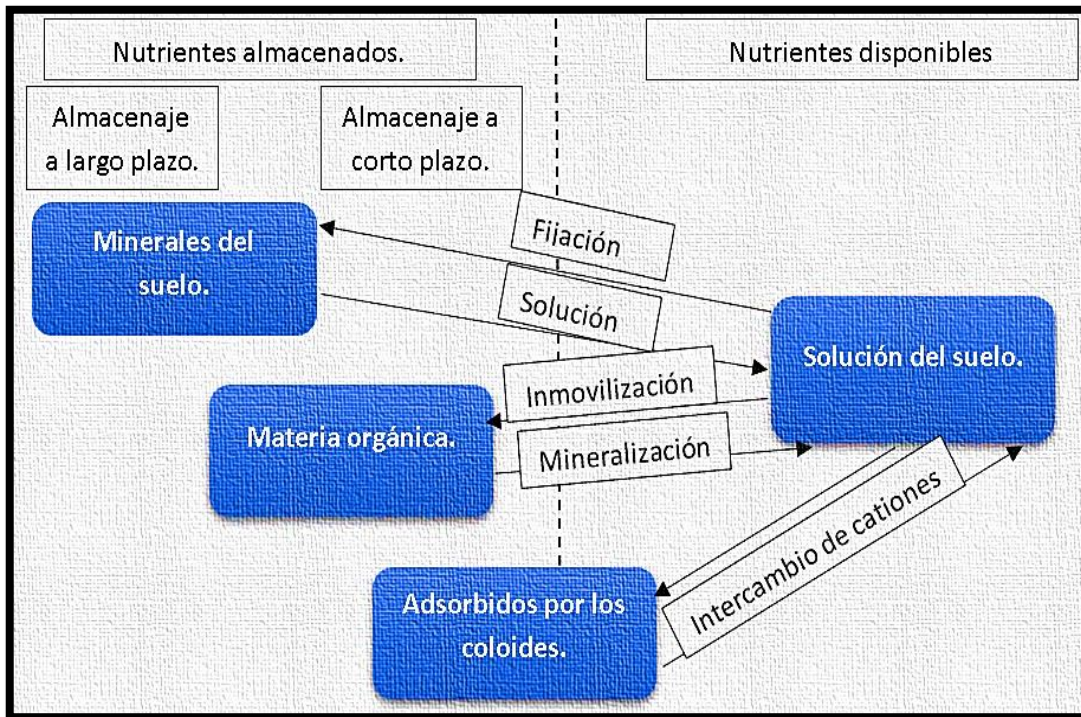 Nutrientes almacenados.
Nutrientes disponibles
Almacenaje
a largo plazo.
Almacenaje a
corto plazo.
Minerales del
suelo.
Fijación
Solución
Solución del suelo.
Inmovilización
Materia orgánica.
Mineralización
Intercambio de cationes
Adsorbidos por los
coloides.